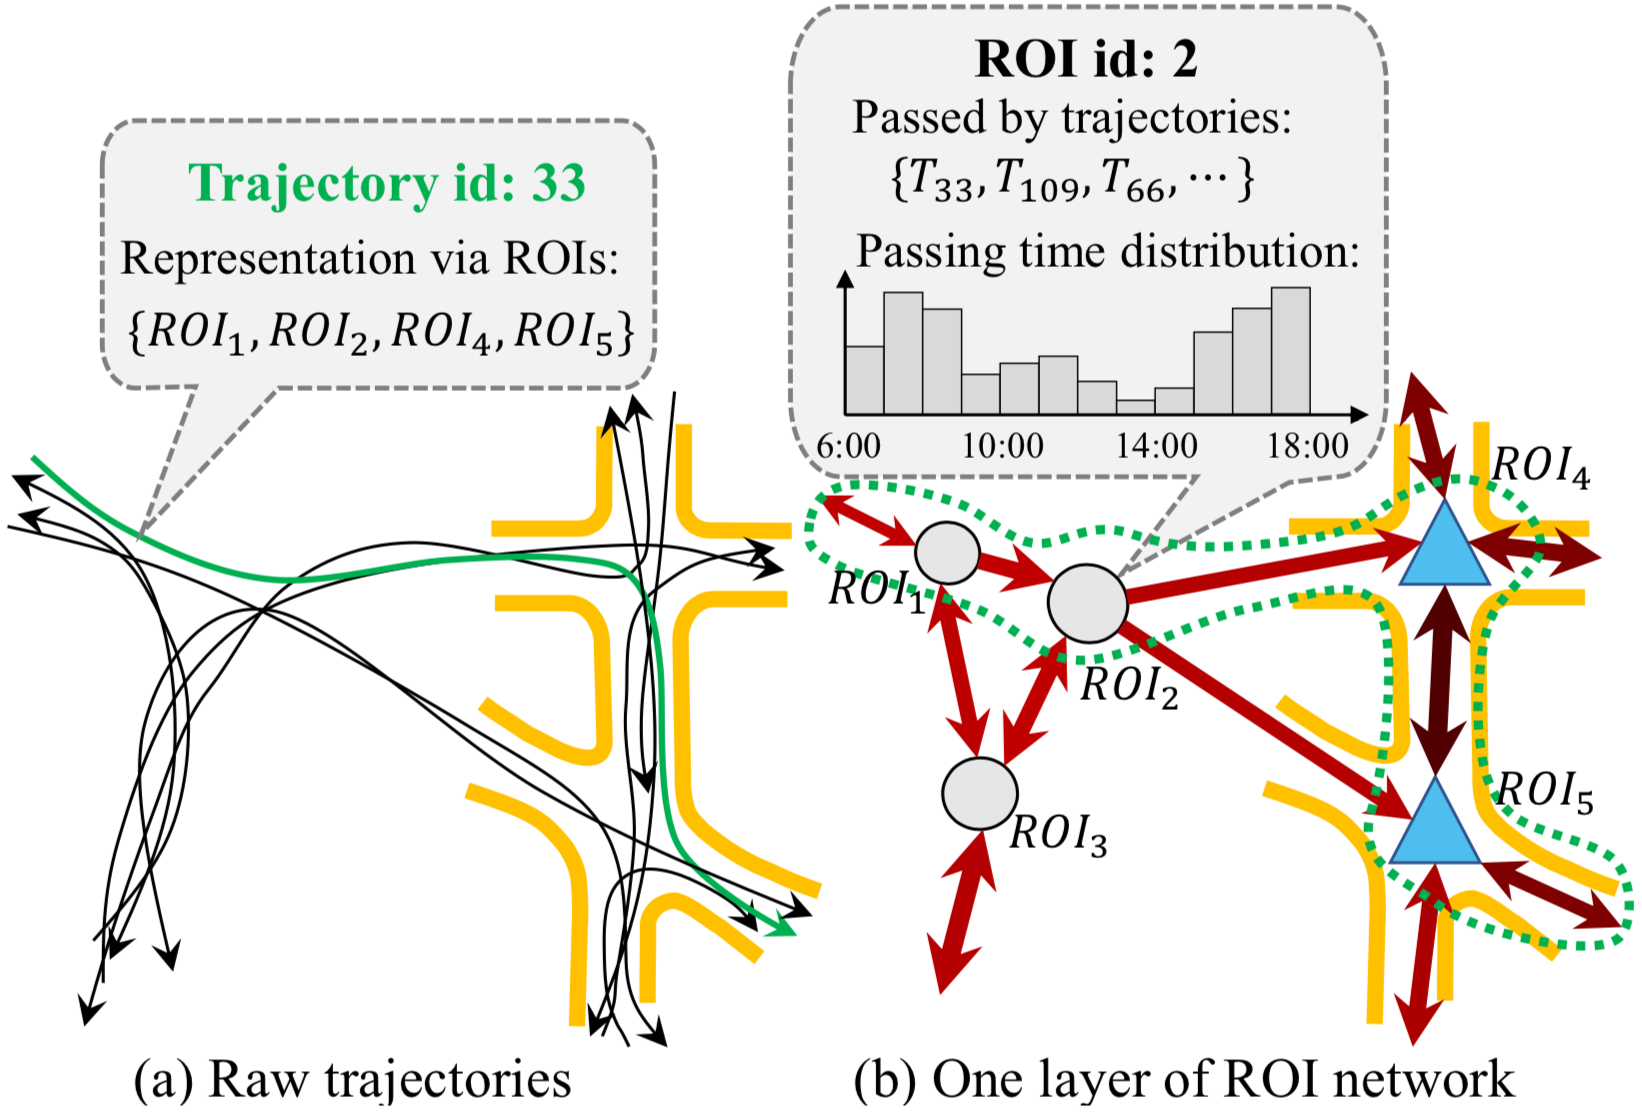 Trajectory id: 33
Representation via ROIs:
{ROI₁, ROI₂, ROI₄, ROI₅}
(a) Raw trajectories
ROI id: 2
Passed by trajectories:
{T₃₃, T₁₀₉, T₆₆, ⋯ }
Passing time distribution:
6:00 10:00 14:00 18:00
ROI₄
ROI₁
ROI₂
ROI₅
ROI₃
(b) One layer of ROI network